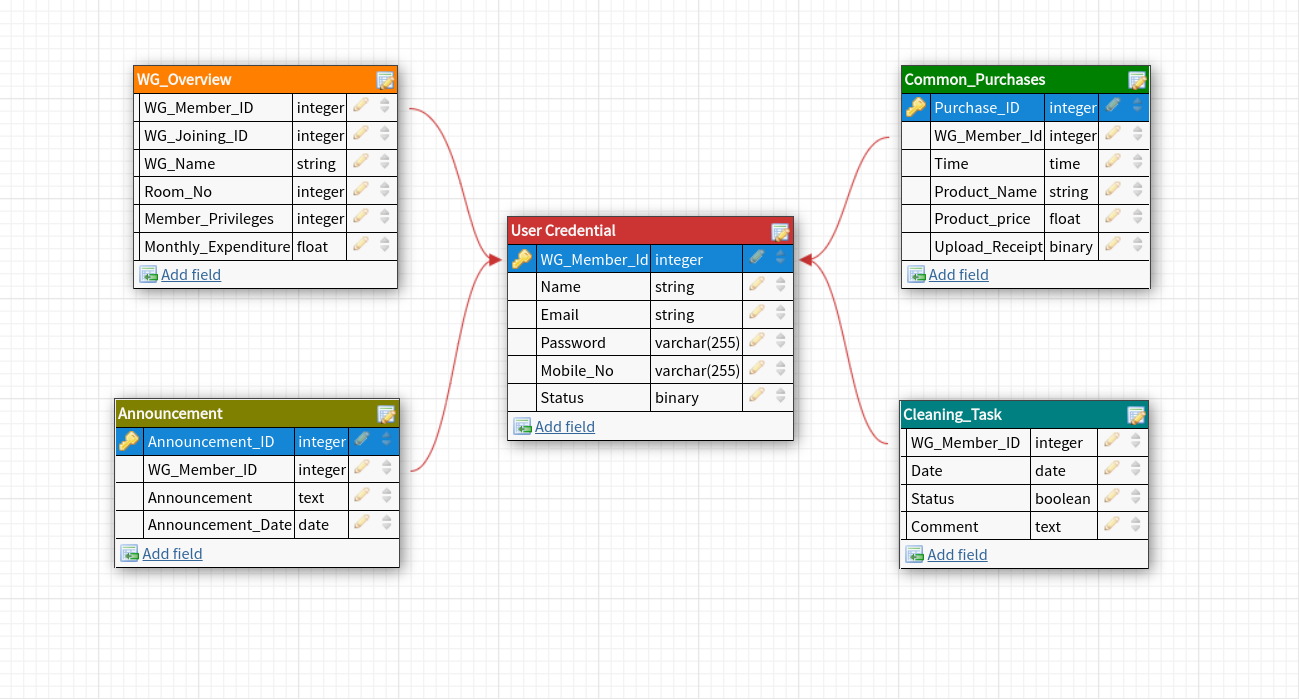 WG_Overview
WG_Member_ID integer
WG_Joining_ID integer
WG_Name string
Room_No integer
Member_Privileges integer
Monthly_Expenditure float
Add field
Common_Purchases
Purchase_ID integer
WG_Member_Id integer
Time time
Product_Name string
Product_price float
Upload_Receipt binary
Add field
User Credential
WG_Member_Id integer
Name string
Email string
Password varchar(255)
Mobile_No varchar(255)
Status binary
Add field
Announcement
Announcement_ID integer
WG_Member_ID integer
Announcement text
Announcement_Date date
Add field
Cleaning_Task
WG_Member_ID integer
Date date
Status boolean
Comment text
Add field